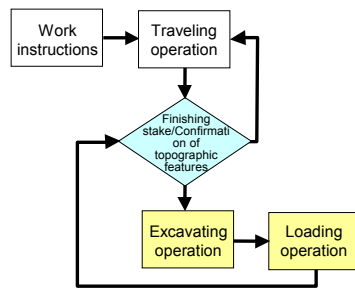 Work
instructions
Traveling
operation
Finishing
stake/Confirmati
on of
topographic
features
Excavating
operation
Loading
operation